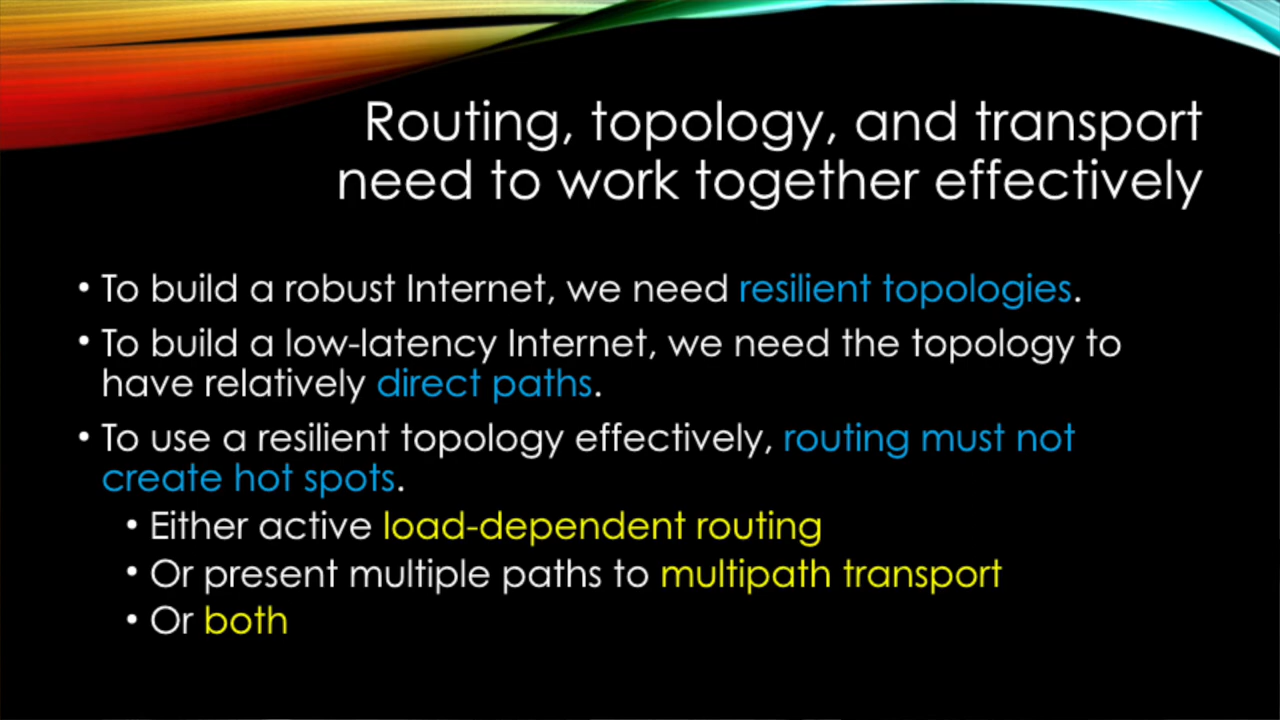 Routing, topology, and transport
need to work together effectively
• To build a robust Internet, we need resilient topologies.
• To build a low-latency Internet, we need the topology to
have relatively direct paths.
• To use a resilient topology effectively, routing must not
create hot spots.
• Either active load-dependent routing
• Or present multiple paths to multipath transport
• Or both